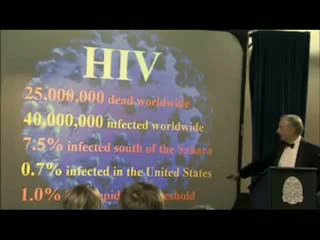 HIV
25.000,000 dead worldwide
40,000,000 infected worldwide
7.5% infected south of the Sahara
0.7% infected in the United States
1.0%